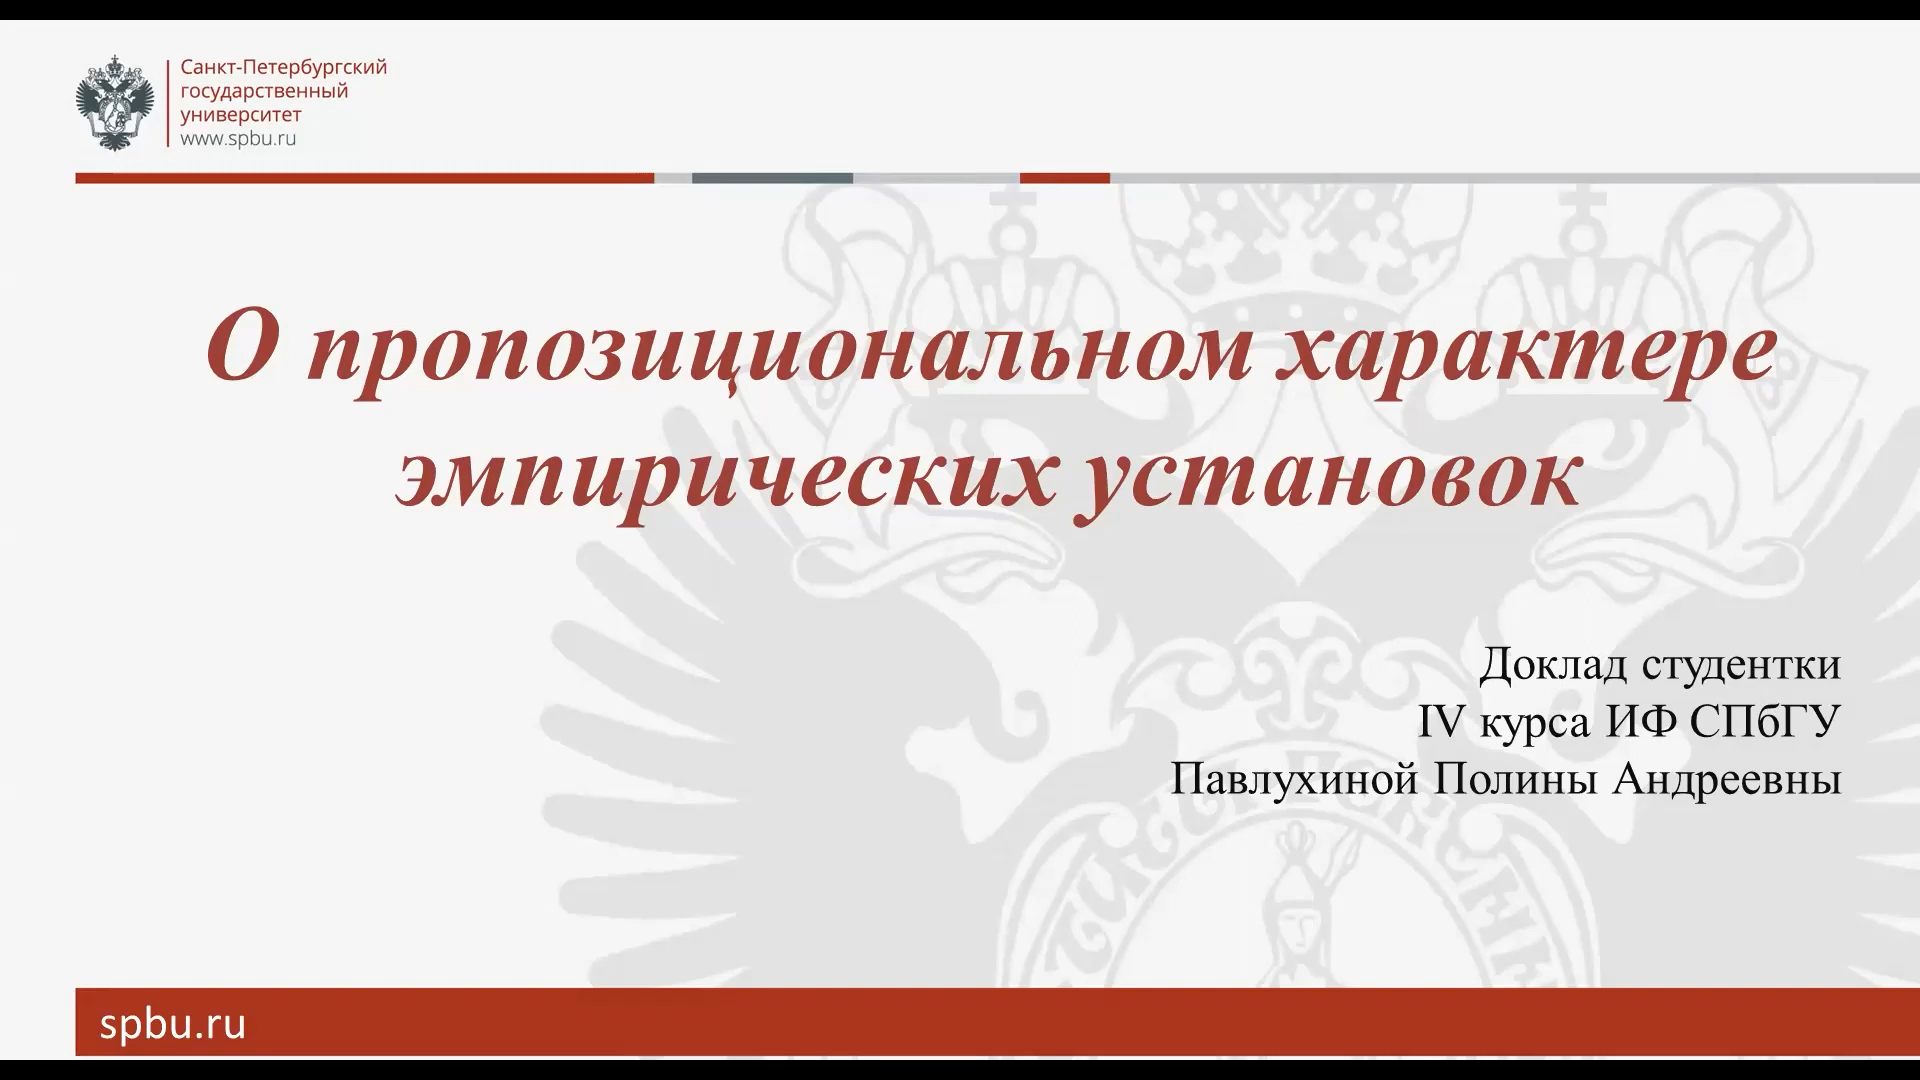 Санкт-Петербургский
государственный
университет
www.spbu.ru
О пропозициональном характере
эмпирических установок
Доклад студентки
IV курса ИФ СПбГУ
Павлухиной Полины Андреевны
spbu.ru